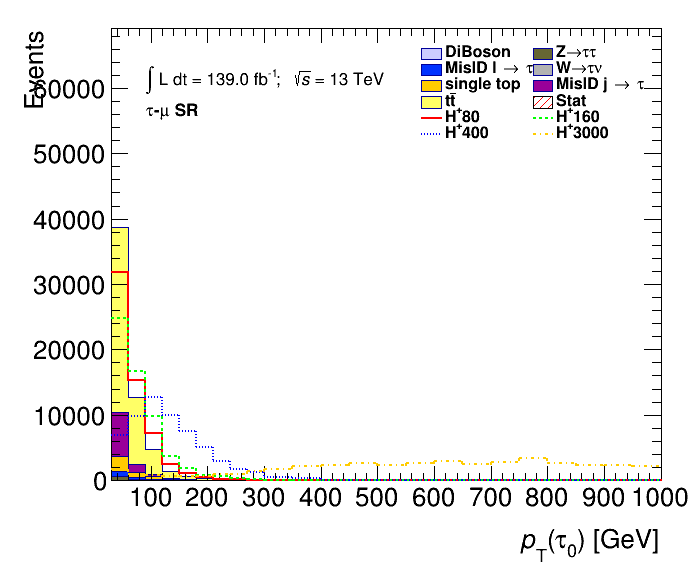 Events
∫ L dt = 139.0 fb⁻¹; √s = 13 TeV
τ-μ SR
DiBoson
Z→ττ
MisID l → τ
W→τν
single top
MisID j → τ
tt̄
Stat
H⁺80
H⁺160
H⁺400
H⁺3000
60000
50000
40000
30000
20000
10000
0
100 200 300 400 500 600 700 800 900 1000
p_T(τ₀) [GeV]